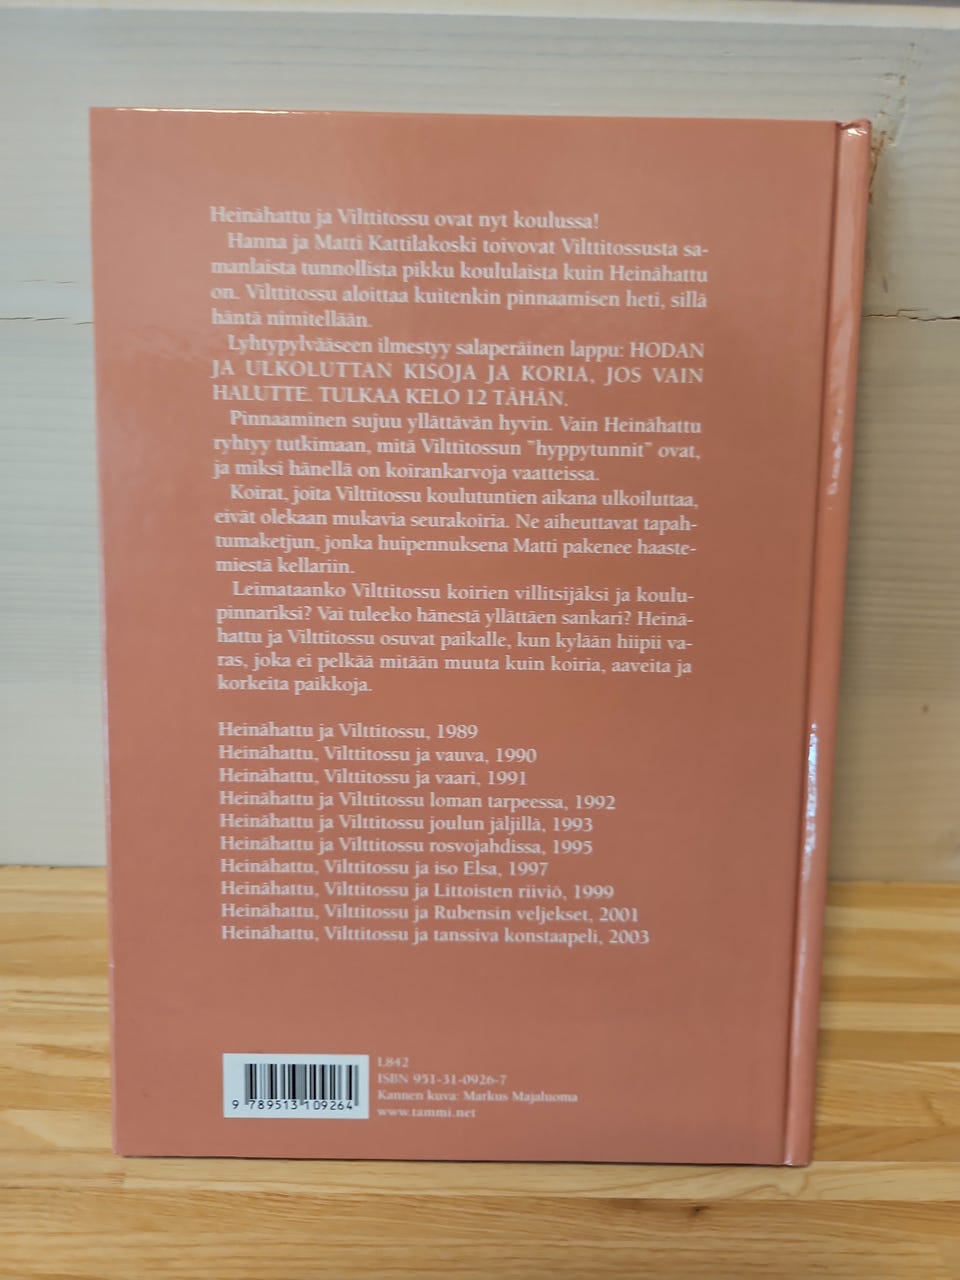 Heinähattu ja Vilttitossu ovat nyt koulussa!
Hanna ja Matti Kattilakoski toivovat Vilttitossusta sa-
manlaista tunnollista pikku koululaista kuin Heinähattu
on. Vilttitossu aloittaa kuitenkin pinnaamisen heti, sillä
häntä nimitellään.
Lyhtypylvääseen ilmestyy salaperäinen lappu: HODAN
JA ULKOLUTTAN KISOJA JA KORIA, JOS VAIN
HALUTTE. TULKAA KELO 12 TÄHÄN.
Pinnaaminen sujuu yllättävän hyvin. Vain Heinähattu
ryhtyy tutkimaan, mitä Vilttitossun "hyppytunnit" ovat,
ja miksi hänellä on koirankarvoja vaatteissa.
Koirat, joita Vilttitossu koulutuntien aikana ulkoiluttaa,
eivät olekaan mukavia seurakoiria. Ne aiheuttavat tapah-
tumaketjun, jonka huipennuksena Matti pakenee haaste-
miestä kellariin.
Leimataanko Vilttitossu koirien villitsijäksi ja koulu-
pinnariksi? Vai tuleeko hänestä yllättäen sankari? Heinä-
hattu ja Vilttitossu osuvat paikalle, kun kylään hiipii va-
ras, joka ei pelkää mitään muuta kuin koiria, aaveita ja
korkeita paikkoja.
Heinähattu ja Vilttitossu, 1989
Heinähattu, Vilttitossu ja vauva, 1990
Heinähattu, Vilttitossu ja vaari, 1991
Heinähattu ja Vilttitossu loman tarpeessa, 1992
Heinähattu ja Vilttitossu joulun jäljillä, 1993
Heinähattu ja Vilttitossu rosvojahdissa, 1995
Heinähattu, Vilttitossu ja iso Elsa, 1997
Heinähattu, Vilttitossu ja Littoisten riiviö, 1999
Heinähattu, Vilttitossu ja Rubensin veljekset, 2001
Heinähattu, Vilttitossu ja tanssiva konstaapeli, 2003
L842
ISBN 951-31-0926-7
Kannen kuva: Markus Majaluoma
www.tammi.net
9 789513 109264